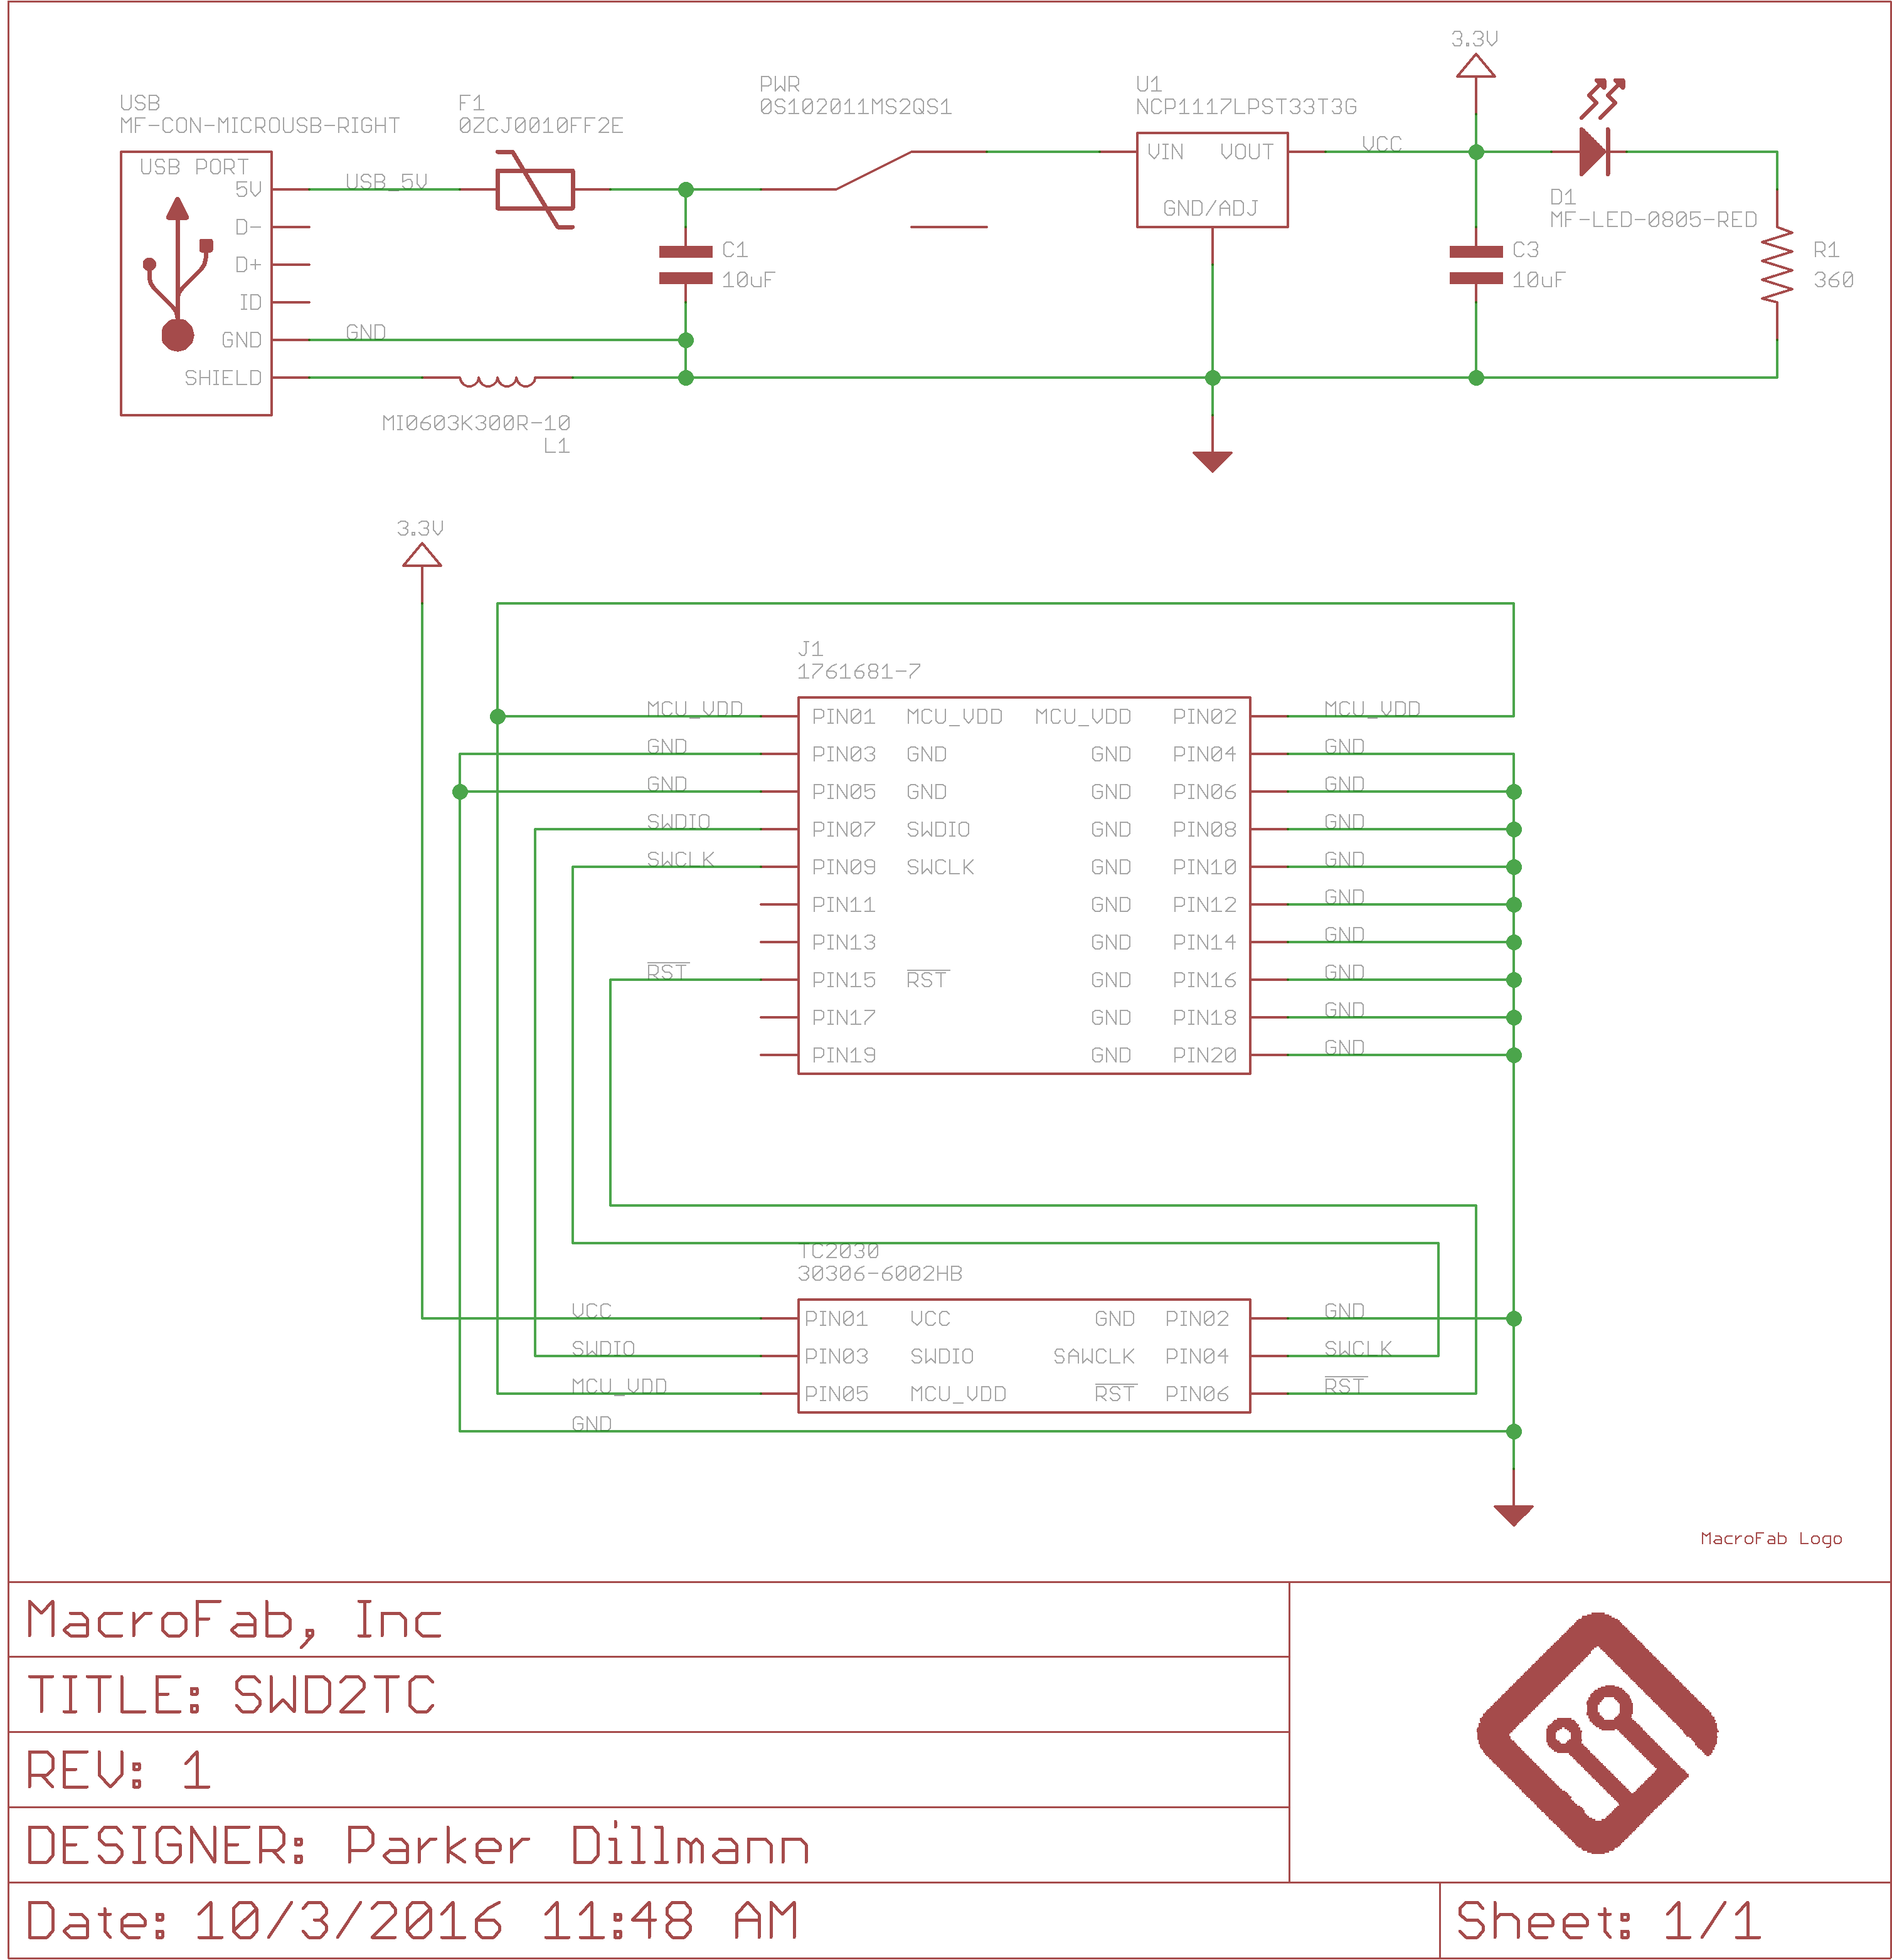 3.3V
USB
MF-CON-MICROUSB-RIGHT
F1
0ZCJ0010FF2E
PWR
0S102011MS2QS1
U1
NCP1117LPST33T3G
USB PORT
5V
D-
D+
ID
GND
SHIELD
USB_5V
GND
MI0603K300R-10
L1
C1
10uF
VIN
VOUT
GND/ADJ
VCC
D1
MF-LED-0805-RED
C3
10uF
R1
360
3.3V
J1
1761681-7
MCU_VDD PIN01 MCU_VDD MCU_VDD PIN02 MCU_VDD
GND PIN03 GND GND PIN04 GND
GND PIN05 GND GND PIN06 GND
SWDIO PIN07 SWDIO GND PIN08 GND
SWCLK PIN09 SWCLK GND PIN10 GND
PIN11 GND PIN12 GND
PIN13 GND PIN14 GND
RST PIN15 RST GND PIN16 GND
PIN17 GND PIN18 GND
PIN19 GND PIN20 GND
TC2030
30306-6002HB
VCC PIN01 VCC GND PIN02 GND
SWDIO PIN03 SWDIO SAWCLK PIN04 SWCLK
MCU_VDD PIN05 MCU_VDD RST PIN06 RST
GND
MacroFab Logo
MacroFab, Inc
TITLE: SWD2TC
REV: 1
DESIGNER: Parker Dillmann
Date: 10/3/2016 11:48 AM
Sheet: 1/1